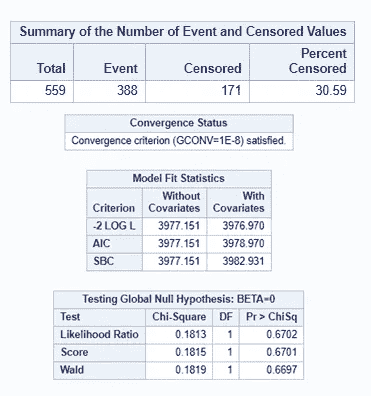 Summary of the Number of Event and Censored Values
Total Event Censored Percent Censored
559 388 171 30.59
Convergence Status
Convergence criterion (GCONV=1E-8) satisfied.
Model Fit Statistics
Criterion Without Covariates With Covariates
-2 LOG L 3977.151 3976.970
AIC 3977.151 3978.970
SBC 3977.151 3982.931
Testing Global Null Hypothesis: BETA=0
Test Chi-Square DF Pr > ChiSq
Likelihood Ratio 0.1813 1 0.6702
Score 0.1815 1 0.6701
Wald 0.1819 1 0.6697